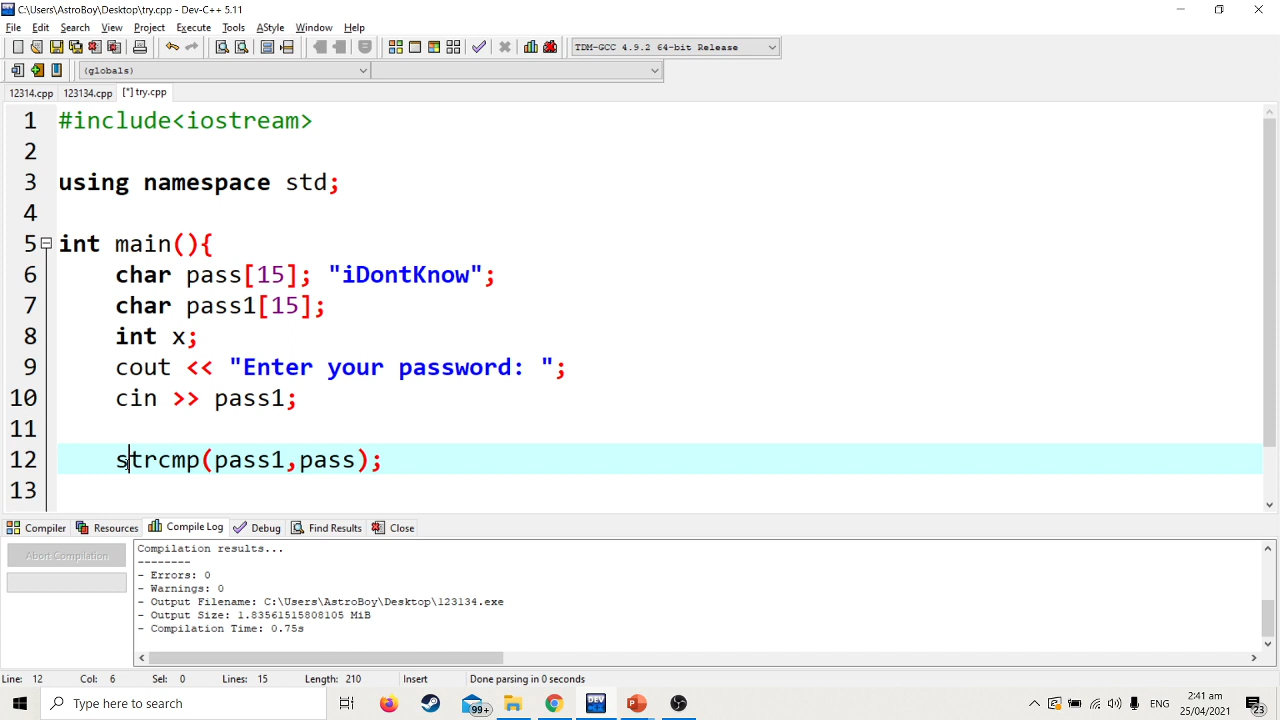 C:\Users\AstroBoy\Desktop\try.cpp - Dev-C++ 5.11
File Edit Search View Project Execute Tools AStyle Window Help
TDM-GCC 4.9.2 64-bit Release
(globals)
12314.cpp 123134.cpp [*] try.cpp
1 #include<iostream>
2
3 using namespace std;
4
5 int main(){
6 char pass[15]; "iDontKnow";
7 char pass1[15];
8 int x;
9 cout << "Enter your password: ";
10 cin >> pass1;
11
12 strcmp(pass1,pass);
13
Compiler Resources Compile Log Debug Find Results Close
Abort Compilation
Compilation results...
--------
- Errors: 0
- Warnings: 0
- Output Filename: C:\Users\AstroBoy\Desktop\123134.exe
- Output Size: 1.83561515808105 MiB
- Compilation Time: 0.75s
Line: 12 Col: 6 Sel: 0 Lines: 15 Length: 210 Insert Done parsing in 0 seconds
Type here to search
99+
DEV
ENG
2:41 am
25/04/2021
23